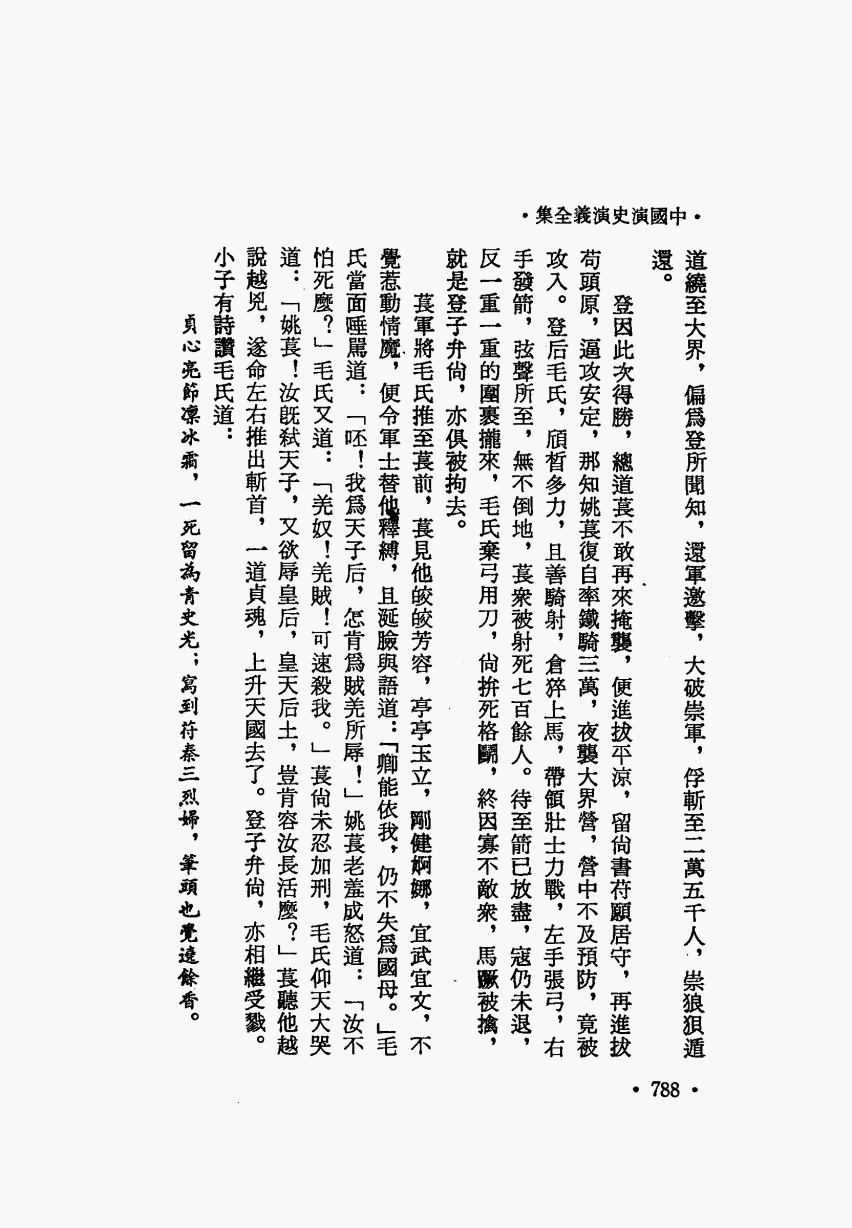 •中國演史演義全集•
道繞至大界，偏爲登所聞知，還軍邀擊，大破崇軍，俘斬至二萬五千人，崇狼狽遁
還。
登因此次得勝，總道萇不敢再來掩襲，便進拔平涼，留尙書苻願居守，再進拔
苟頭原，逼攻安定，那知姚萇復自率鐵騎三萬，夜襲大界營，營中不及預防，竟被
攻入。登后毛氏，頎晳多力，且善騎射，倉猝上馬，帶領壯士力戰，左手張弓，右
手發箭，弦聲所至，無不倒地，萇衆被射死七百餘人。待至箭已放盡，寇仍未退，
反一重一重的圍裹攏來，毛氏棄弓用刀，尙拚死格鬭，終因寡不敵衆，馬蹶被擒，
就是登子弁尙，亦俱被拘去。
萇軍將毛氏推至萇前，萇見他皎皎芳容，亭亭玉立，剛健婀娜，宜武宜文，不
覺惹動情魔，便令軍士替他釋縛，且涎臉與語道：「卿能依我，仍不失爲國母。」毛
氏當面唾駡道：「呸！我爲天子后，怎肯爲賊羌所辱！」姚萇老羞成怒道：「汝不
怕死麼？」毛氏又道：「羌奴！羌賊！可速殺我。」萇尙未忍加刑，毛氏仰天大哭
道：「姚萇！汝旣弑天子，又欲辱皇后，皇天后土，豈肯容汝長活麼？」萇聽他越
說越兇，遂命左右推出斬首，一道貞魂，上升天國去了。登子弁尙，亦相繼受戮。
小子有詩讚毛氏道：
貞心亮節凛冰霜，一死留為青史光；寫到苻秦三烈婦，筆頭也覺遶餘香。
•788•